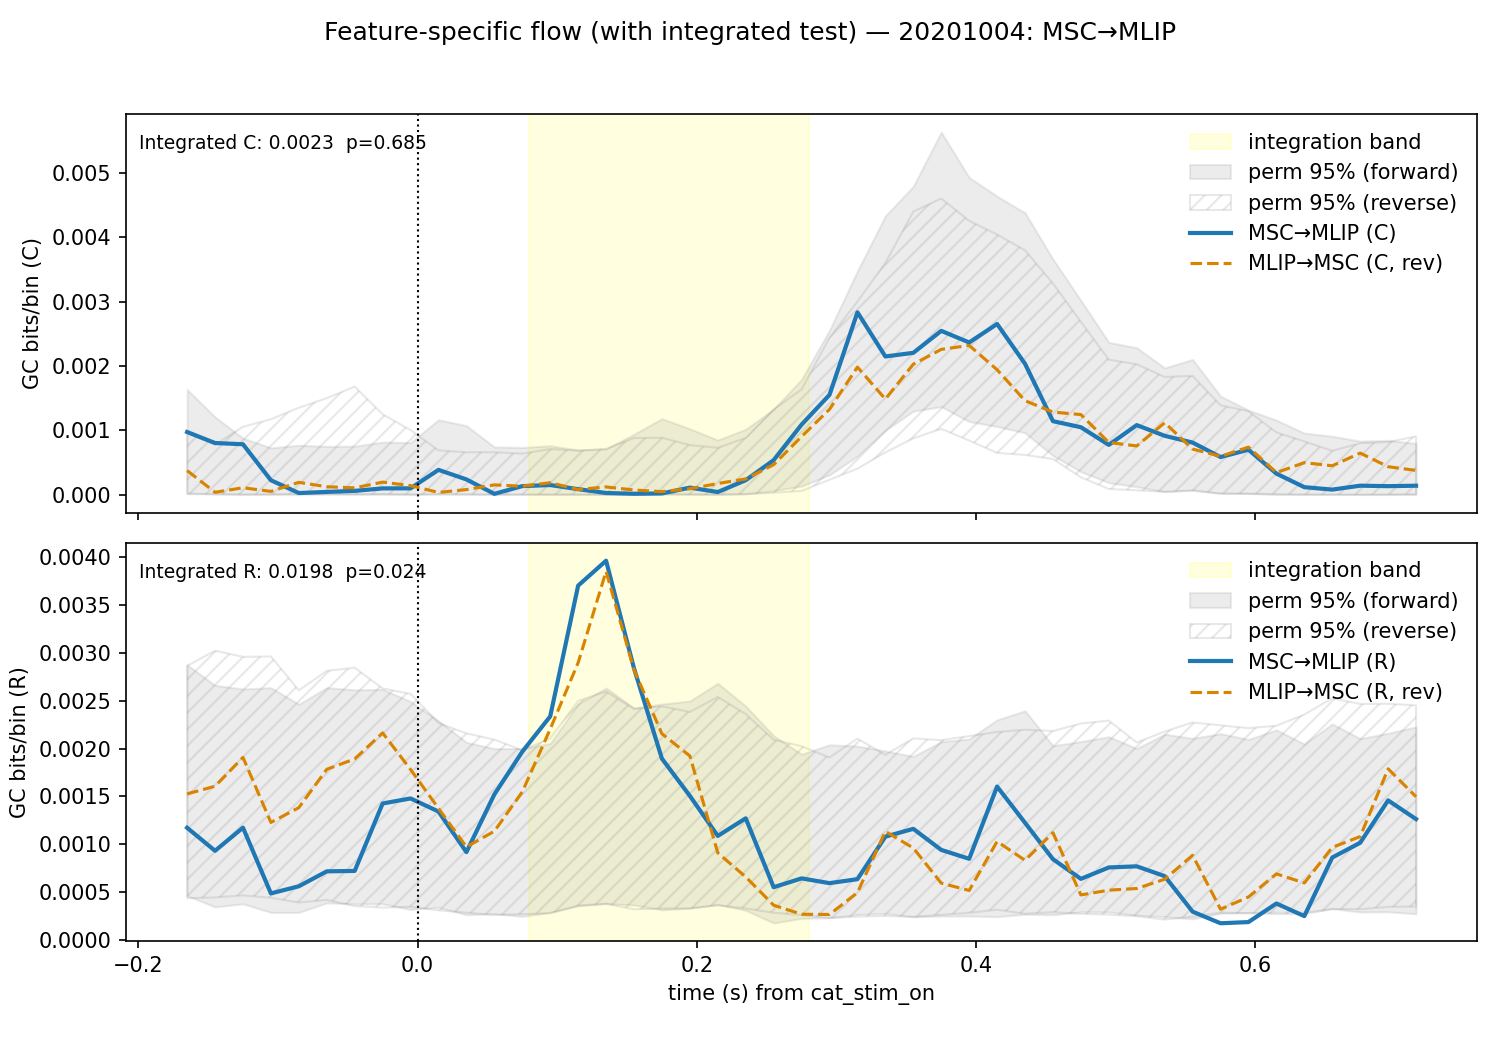 Feature-specific flow (with integrated test) — 20201004: MSC→MLIP
Integrated C: 0.0023 p=0.685
integration band
perm 95% (forward)
perm 95% (reverse)
MSC→MLIP (C)
MLIP→MSC (C, rev)
GC bits/bin (C)
0.005
0.004
0.003
0.002
0.001
0.000
Integrated R: 0.0198 p=0.024
integration band
perm 95% (forward)
perm 95% (reverse)
MSC→MLIP (R)
MLIP→MSC (R, rev)
GC bits/bin (R)
0.0040
0.0035
0.0030
0.0025
0.0020
0.0015
0.0010
0.0005
0.0000
−0.2 0.0 0.2 0.4 0.6
time (s) from cat_stim_on